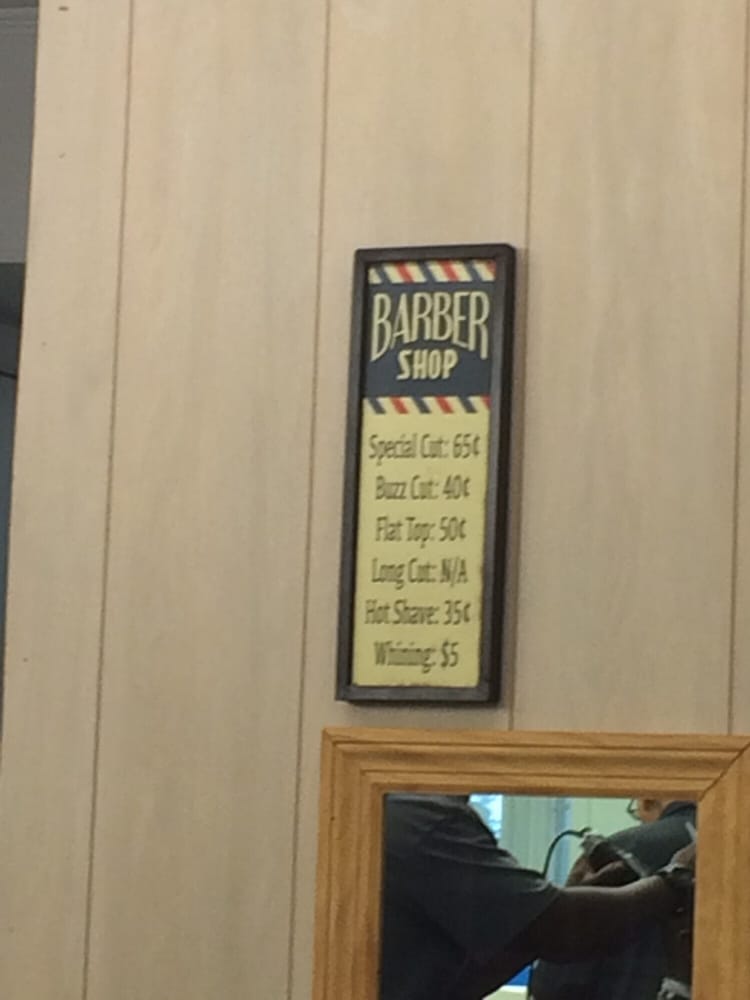 BARBER
SHOP
Special Cut: 65¢
Buzz Cut: 40¢
Flat Top: 50¢
Long Cut: N/A
Hot Shave: 35¢
Whining: $5